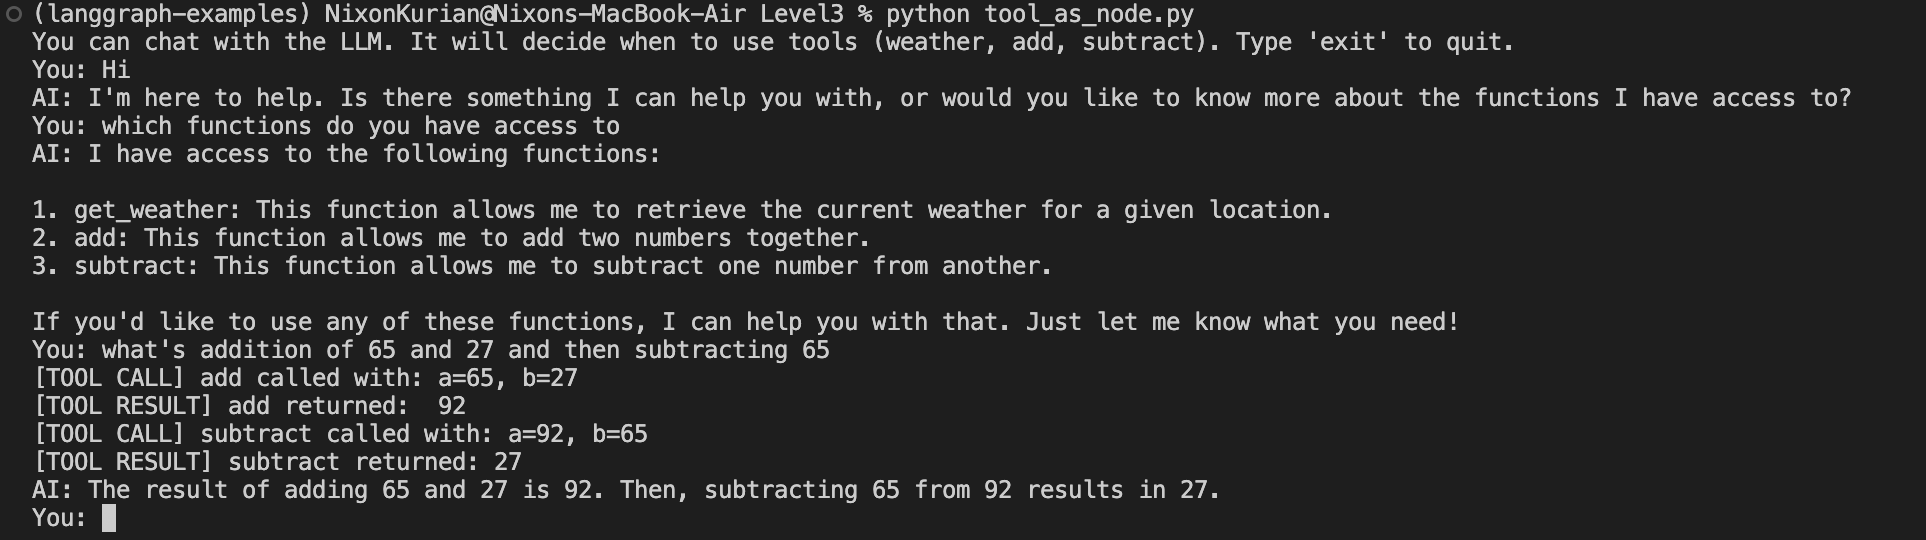 (langgraph-examples) NixonKurian@Nixons-MacBook-Air Level3 % python tool_as_node.py
You can chat with the LLM. It will decide when to use tools (weather, add, subtract). Type 'exit' to quit.
You: Hi
AI: I'm here to help. Is there something I can help you with, or would you like to know more about the functions I have access to?
You: which functions do you have access to
AI: I have access to the following functions:

1. get_weather: This function allows me to retrieve the current weather for a given location.
2. add: This function allows me to add two numbers together.
3. subtract: This function allows me to subtract one number from another.

If you'd like to use any of these functions, I can help you with that. Just let me know what you need!
You: what's addition of 65 and 27 and then subtracting 65
[TOOL CALL] add called with: a=65, b=27
[TOOL RESULT] add returned:  92
[TOOL CALL] subtract called with: a=92, b=65
[TOOL RESULT] subtract returned: 27
AI: The result of adding 65 and 27 is 92. Then, subtracting 65 from 92 results in 27.
You: